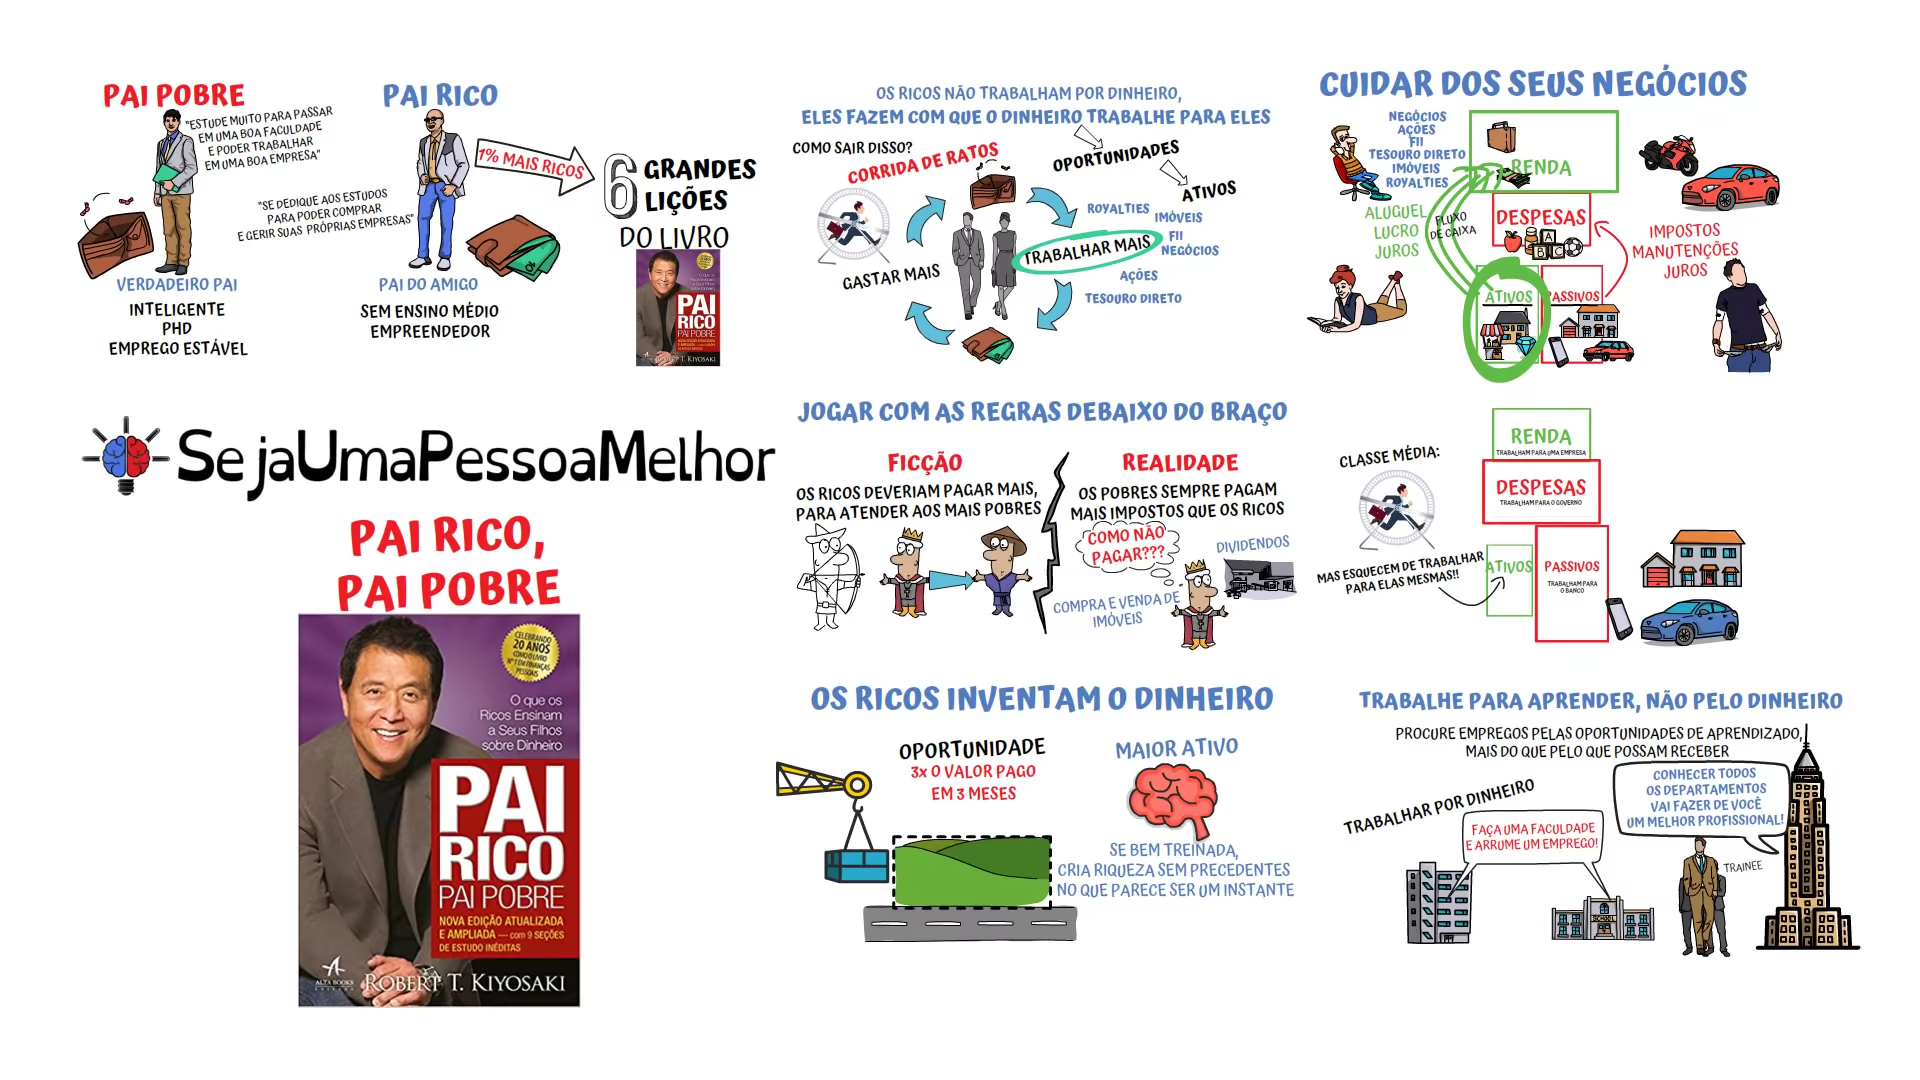 PAI POBRE
"ESTUDE MUITO PARA PASSAR
EM UMA BOA FACULDADE
E PODER TRABALHAR
EM UMA BOA EMPRESA"
VERDADEIRO PAI
INTELIGENTE
PHD
EMPREGO ESTÁVEL
PAI RICO
"SE DEDIQUE AOS ESTUDOS
PARA PODER COMPRAR
E GERIR SUAS PRÓPRIAS EMPRESAS"
PAI DO AMIGO
SEM ENSINO MÉDIO
EMPREENDEDOR
1% MAIS RICOS
6 GRANDES
LIÇÕES
DO LIVRO
PAI
RICO
PAI POBRE
ROBERT T. KIYOSAKI
SejaUmaPessoaMelhor
PAI RICO,
PAI POBRE
CELEBRANDO
20 ANOS
COMO O LIVRO
Nº 1 EM FINANÇAS
PESSOAIS
O que os
Ricos Ensinam
a Seus Filhos
sobre Dinheiro
PAI
RICO
PAI POBRE
NOVA EDIÇÃO ATUALIZADA
E AMPLIADA — com 9 SEÇÕES
DE ESTUDO INÉDITAS
ALTA BOOKS
EDITORA
ROBERT T. KIYOSAKI
OS RICOS NÃO TRABALHAM POR DINHEIRO,
ELES FAZEM COM QUE O DINHEIRO TRABALHE PARA ELES
COMO SAIR DISSO?
CORRIDA DE RATOS
OPORTUNIDADES
ATIVOS
ROYALTIES
IMÓVEIS
FII
NEGÓCIOS
TRABALHAR MAIS
GASTAR MAIS
AÇÕES
TESOURO DIRETO
JOGAR COM AS REGRAS DEBAIXO DO BRAÇO
FICÇÃO
OS RICOS DEVERIAM PAGAR MAIS,
PARA ATENDER AOS MAIS POBRES
REALIDADE
OS POBRES SEMPRE PAGAM
MAIS IMPOSTOS QUE OS RICOS
COMO NÃO
PAGAR???
DIVIDENDOS
COMPRA E VENDA DE
IMÓVEIS
OS RICOS INVENTAM O DINHEIRO
OPORTUNIDADE
3x O VALOR PAGO
EM 3 MESES
MAIOR ATIVO
SE BEM TREINADA,
CRIA RIQUEZA SEM PRECEDENTES
NO QUE PARECE SER UM INSTANTE
CUIDAR DOS SEUS NEGÓCIOS
NEGÓCIOS
AÇÕES
FII
TESOURO DIRETO
IMÓVEIS
ROYALTIES
RENDA
ALUGUEL
LUCRO
JUROS
FLUXO
DE CAIXA
DESPESAS
A
B C
IMPOSTOS
MANUTENÇÕES
JUROS
ATIVOS
PASSIVOS
CLASSE MÉDIA:
RENDA
TRABALHAM PARA UMA EMPRESA
DESPESAS
TRABALHAM PARA O GOVERNO
MAS ESQUECEM DE TRABALHAR
PARA ELAS MESMAS!!
ATIVOS
PASSIVOS
TRABALHAM PARA
O BANCO
TRABALHE PARA APRENDER, NÃO PELO DINHEIRO
PROCURE EMPREGOS PELAS OPORTUNIDADES DE APRENDIZADO,
MAIS DO QUE PELO QUE POSSAM RECEBER
TRABALHAR POR DINHEIRO
FAÇA UMA FACULDADE
E ARRUME UM EMPREGO!
SCHOOL
CONHECER TODOS
OS DEPARTAMENTOS
VAI FAZER DE VOCÊ
UM MELHOR PROFISSIONAL!
TRAINEE